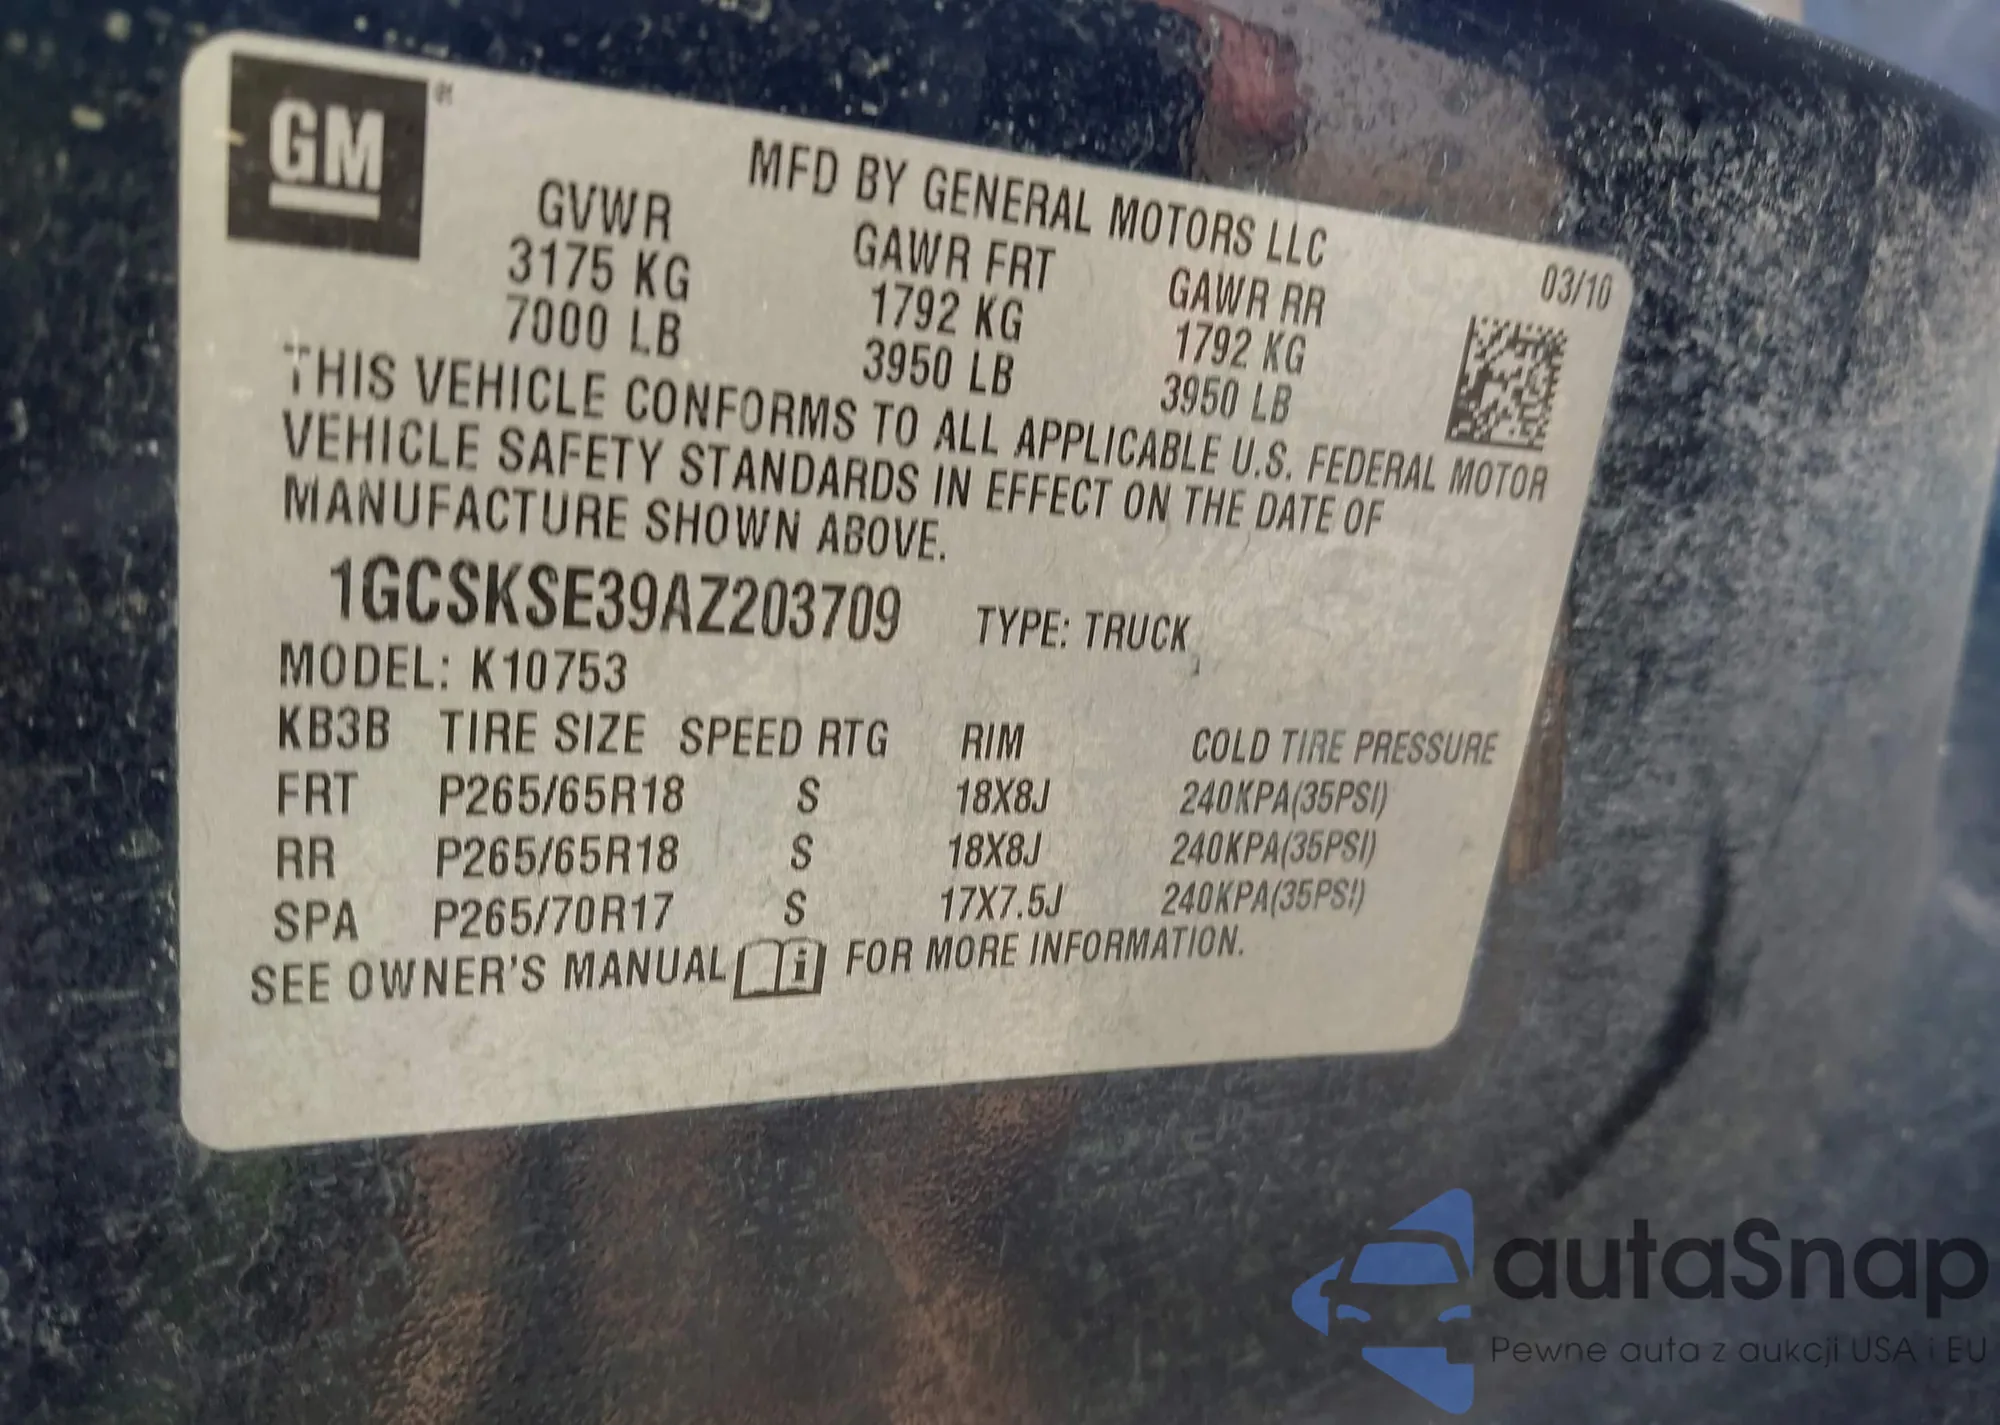 GM
MFD BY GENERAL MOTORS LLC
03/10
GVWR GAWR FRT GAWR RR
3175 KG 1792 KG 1792 KG
7000 LB 3950 LB 3950 LB
THIS VEHICLE CONFORMS TO ALL APPLICABLE U.S. FEDERAL MOTOR
VEHICLE SAFETY STANDARDS IN EFFECT ON THE DATE OF
MANUFACTURE SHOWN ABOVE.
1GCSKSE39AZ203709 TYPE: TRUCK
MODEL: K10753
KB3B TIRE SIZE SPEED RTG RIM COLD TIRE PRESSURE
FRT P265/65R18 S 18X8J 240KPA(35PSI)
RR P265/65R18 S 18X8J 240KPA(35PSI)
SPA P265/70R17 S 17X7.5J 240KPA(35PSI)
SEE OWNER'S MANUAL i FOR MORE INFORMATION.
autaSnap
Pewne auta z aukcji USA i EU